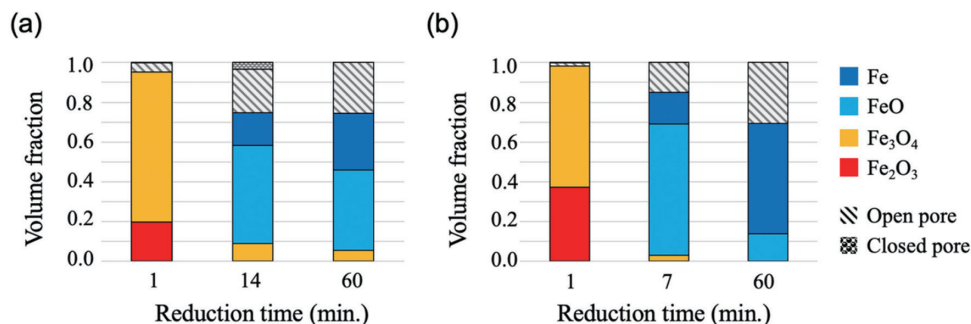 (a)
Volume fraction
1.0
0.8
0.6
0.4
0.2
0.0
1 14 60
Reduction time (min.)
(b)
Volume fraction
1.0
0.8
0.6
0.4
0.2
0.0
1 7 60
Reduction time (min.)
Fe
FeO
Fe₃O₄
Fe₂O₃
Open pore
Closed pore